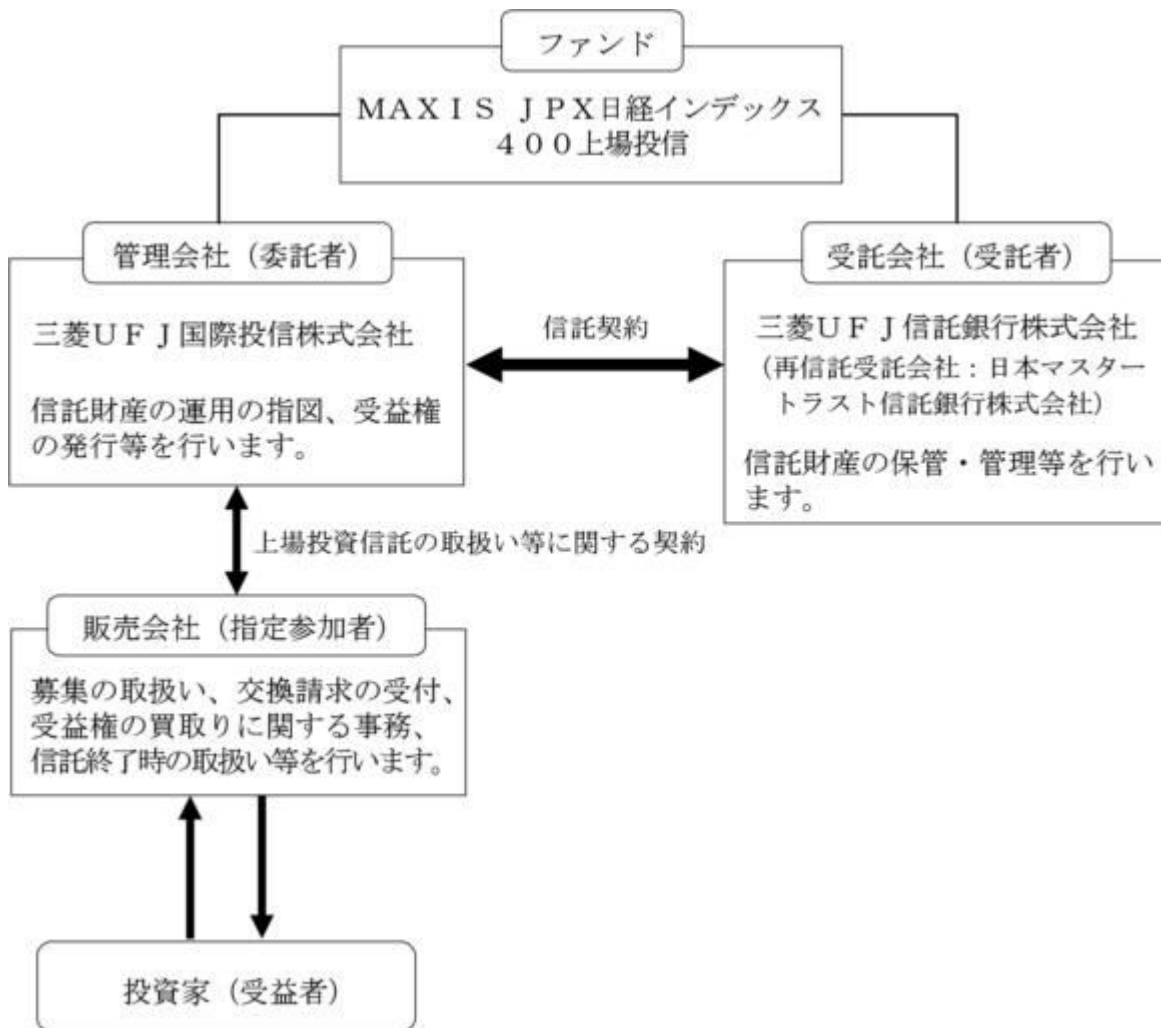 ファンド
ＭＡＸＩＳ　ＪＰＸ日経インデックス
４００上場投信
管理会社（委託者）
三菱ＵＦＪ国際投信株式会社
信託財産の運用の指図、受益権
の発行等を行います。
信託契約
受託会社（受託者）
三菱ＵＦＪ信託銀行株式会社
（再信託受託会社：日本マスター
トラスト信託銀行株式会社）
信託財産の保管・管理等を行い
ます。
上場投資信託の取扱い等に関する契約
販売会社（指定参加者）
募集の取扱い、交換請求の受付、
受益権の買取りに関する事務、
信託終了時の取扱い等を行います。
投資家（受益者）